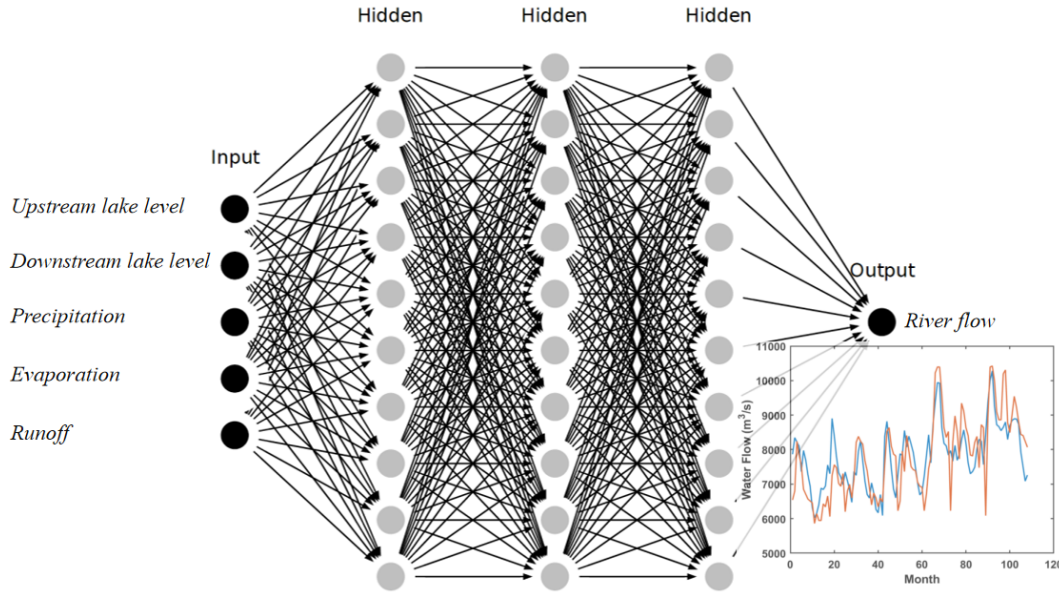 Hidden
Hidden
Hidden
Input
Upstream lake level
Downstream lake level
Precipitation
Evaporation
Runoff
Output
River flow
11000
10000
9000
8000
7000
6000
5000
Water Flow (m³/s)
0 20 40 60 80 100 120
Month